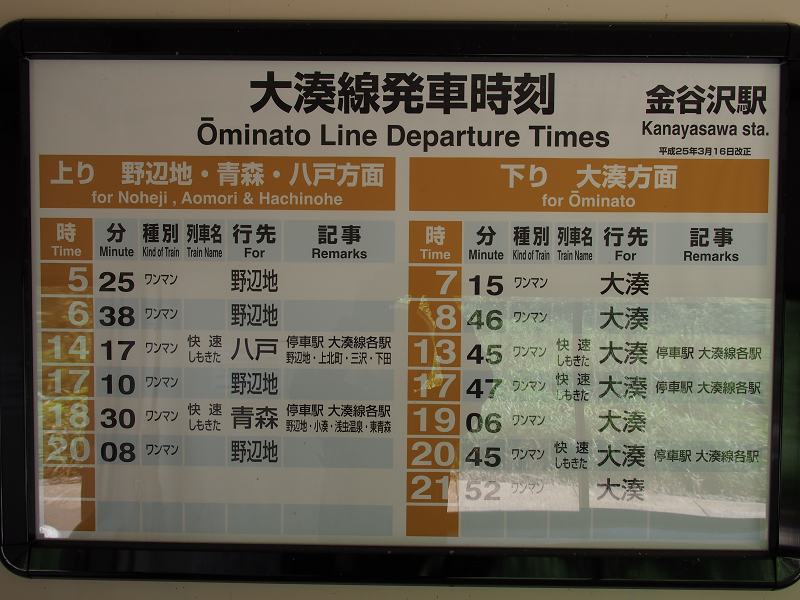 大湊線発車時刻
Ōminato Line Departure Times
金谷沢駅
Kanayasawa sta.
平成25年3月16日改正
上り 野辺地・青森・八戸方面
for Noheji , Aomori & Hachinohe
時 分 種別 列車名 行先 記事
Time Minute Kind of Train Train Name For Remarks
5 25 ワンマン 野辺地
6 38 ワンマン 野辺地
14 17 ワンマン 快速 しもきた 八戸 停車駅 大湊線各駅
野辺地・上北町・三沢・下田
17 10 ワンマン 野辺地
18 30 ワンマン 快速 しもきた 青森 停車駅 大湊線各駅
野辺地・小湊・浅虫温泉・東青森
20 08 ワンマン 野辺地
下り 大湊方面
for Ōminato
時 分 種別 列車名 行先 記事
Time Minute Kind of Train Train Name For Remarks
7 15 ワンマン 大湊
8 46 ワンマン 大湊
13 45 ワンマン 快速 しもきた 大湊 停車駅 大湊線各駅
17 47 ワンマン 快速 しもきた 大湊 停車駅 大湊線各駅
19 06 ワンマン 大湊
20 45 ワンマン 快速 しもきた 大湊 停車駅 大湊線各駅
21 52 ワンマン 大湊